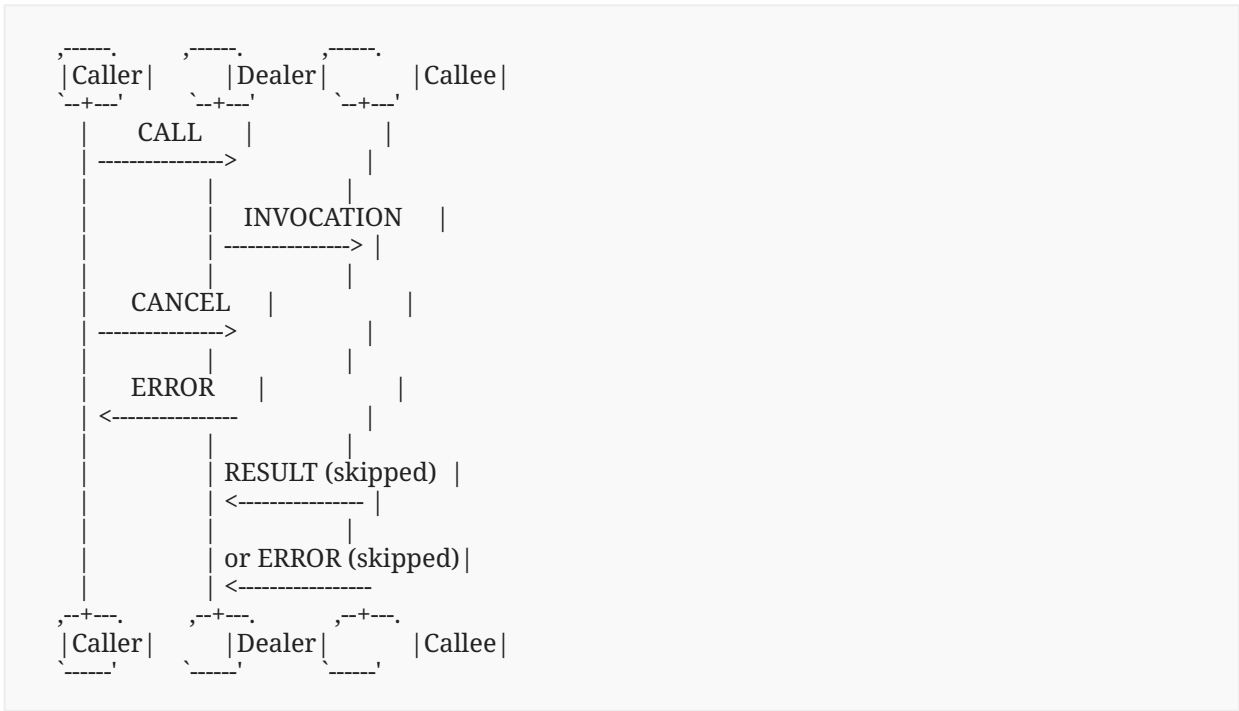 ,------.          ,------.            ,------.
|Caller|          |Dealer|            |Callee|
`--+---'          `--+---'            `--+---'
|       CALL       |                   |
| ---------------->                   |
|                  |                   |
|                  |    INVOCATION     |
|                  | ----------------> |
|                  |                   |
|      CANCEL      |                   |
| ---------------->                   |
|                  |                   |
|      ERROR       |                   |
| <----------------                   |
|                  |                   |
|                  | RESULT (skipped)  |
|                  | <---------------- |
|                  |                   |
|                  | or ERROR (skipped)|
|                  | <-----------------
,--+---.          ,--+---.            ,--+---.
|Caller|          |Dealer|            |Callee|
`------'          `------'            `------'